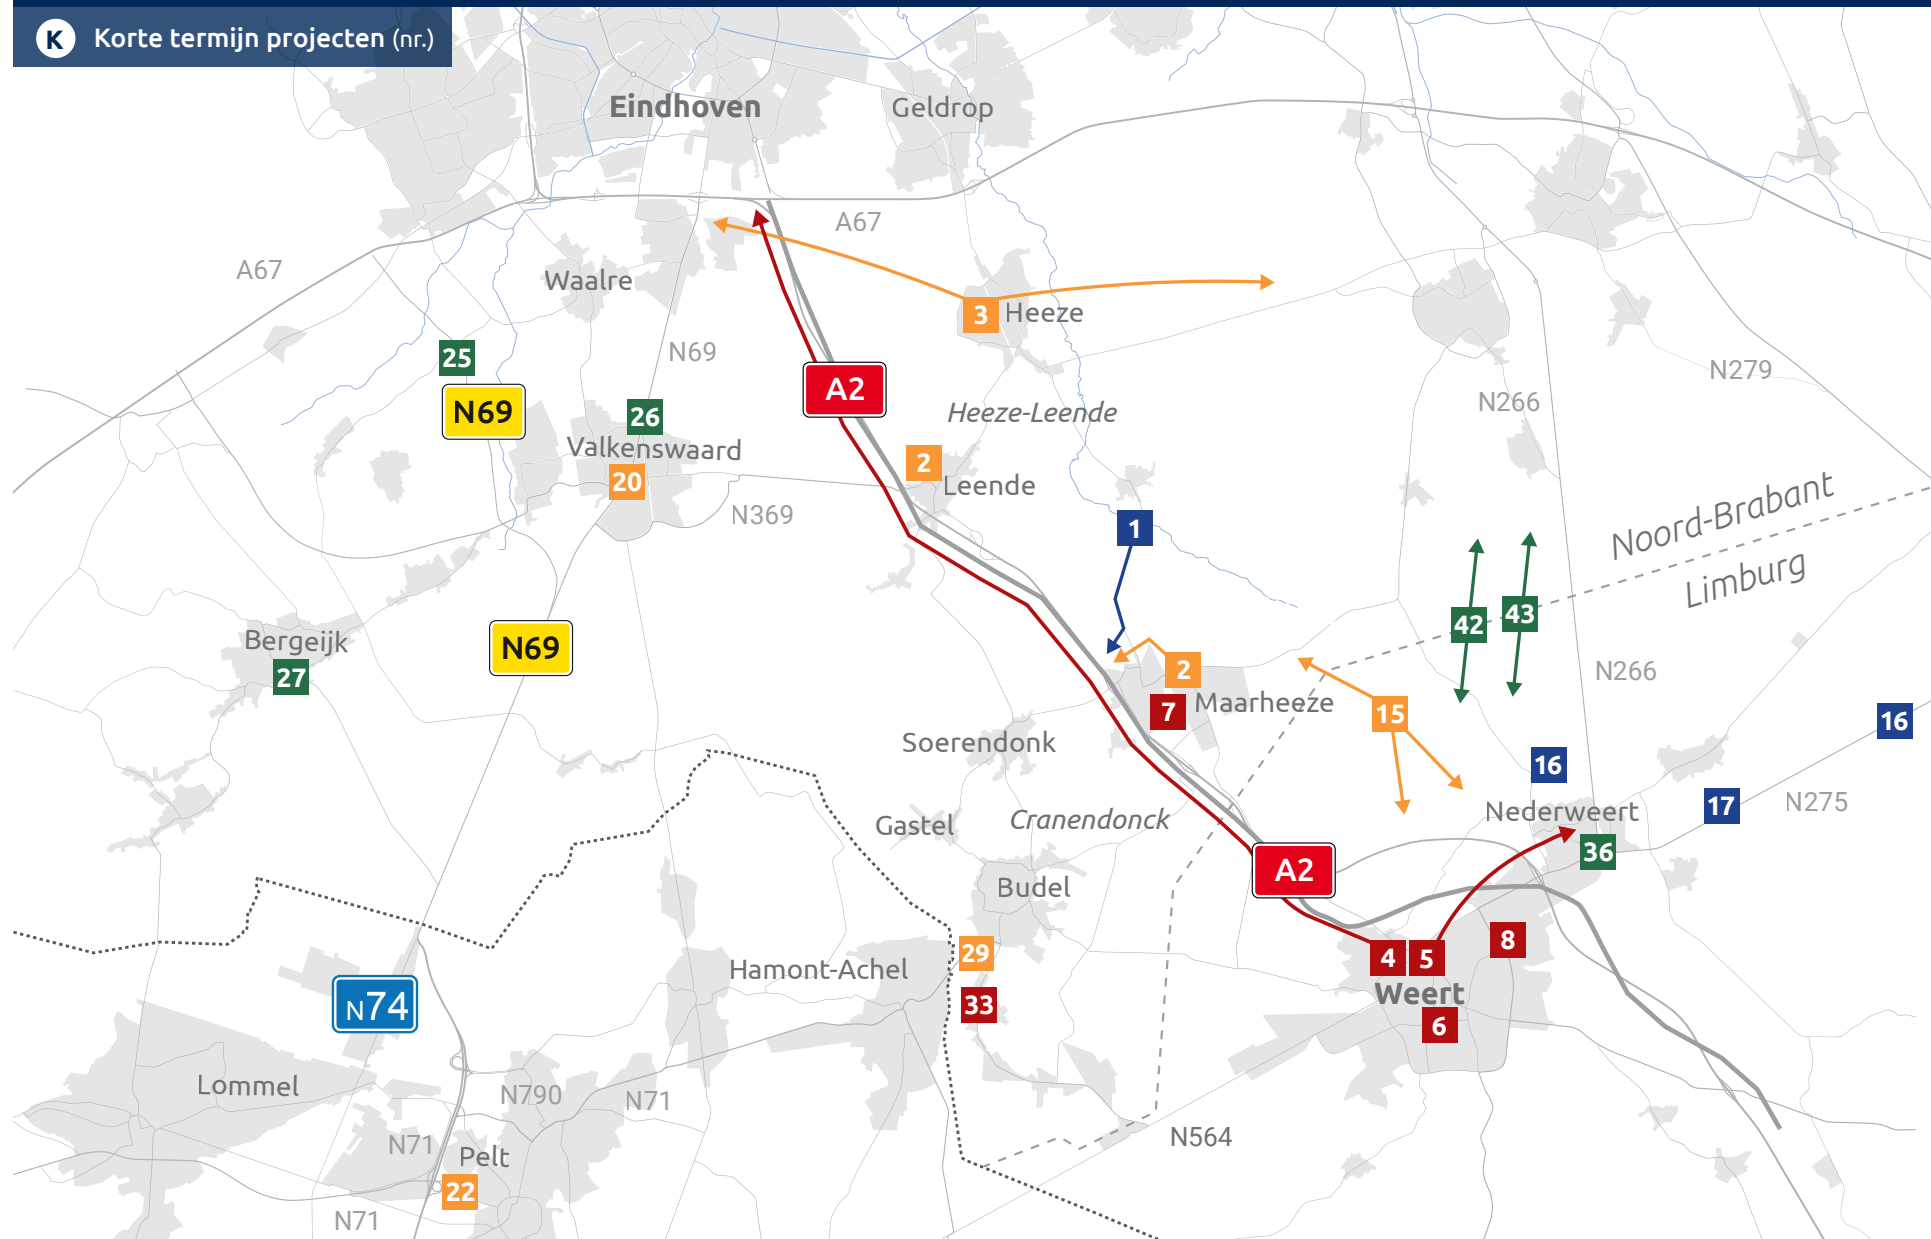 K Korte termijn projecten (nr.)
Eindhoven
Geldrop
A67
A67
Waalre
3 Heeze
N69
25
N279
A2
N266
N69
26
Heeze-Leende
Valkenswaard
2
20
Leende
N369
1
Noord-Brabant
Limburg
42
43
Bergeijk
N69
27
2
N266
7
Maarheeze
15
16
Soerendonk
16
17
N275
Nederweert
Gastel
Cranendonck
36
A2
Budel
8
29
4
5
Hamont-Achel
Weert
N74
33
6
Lommel
N790
N71
N71
Pelt
N564
22
N71